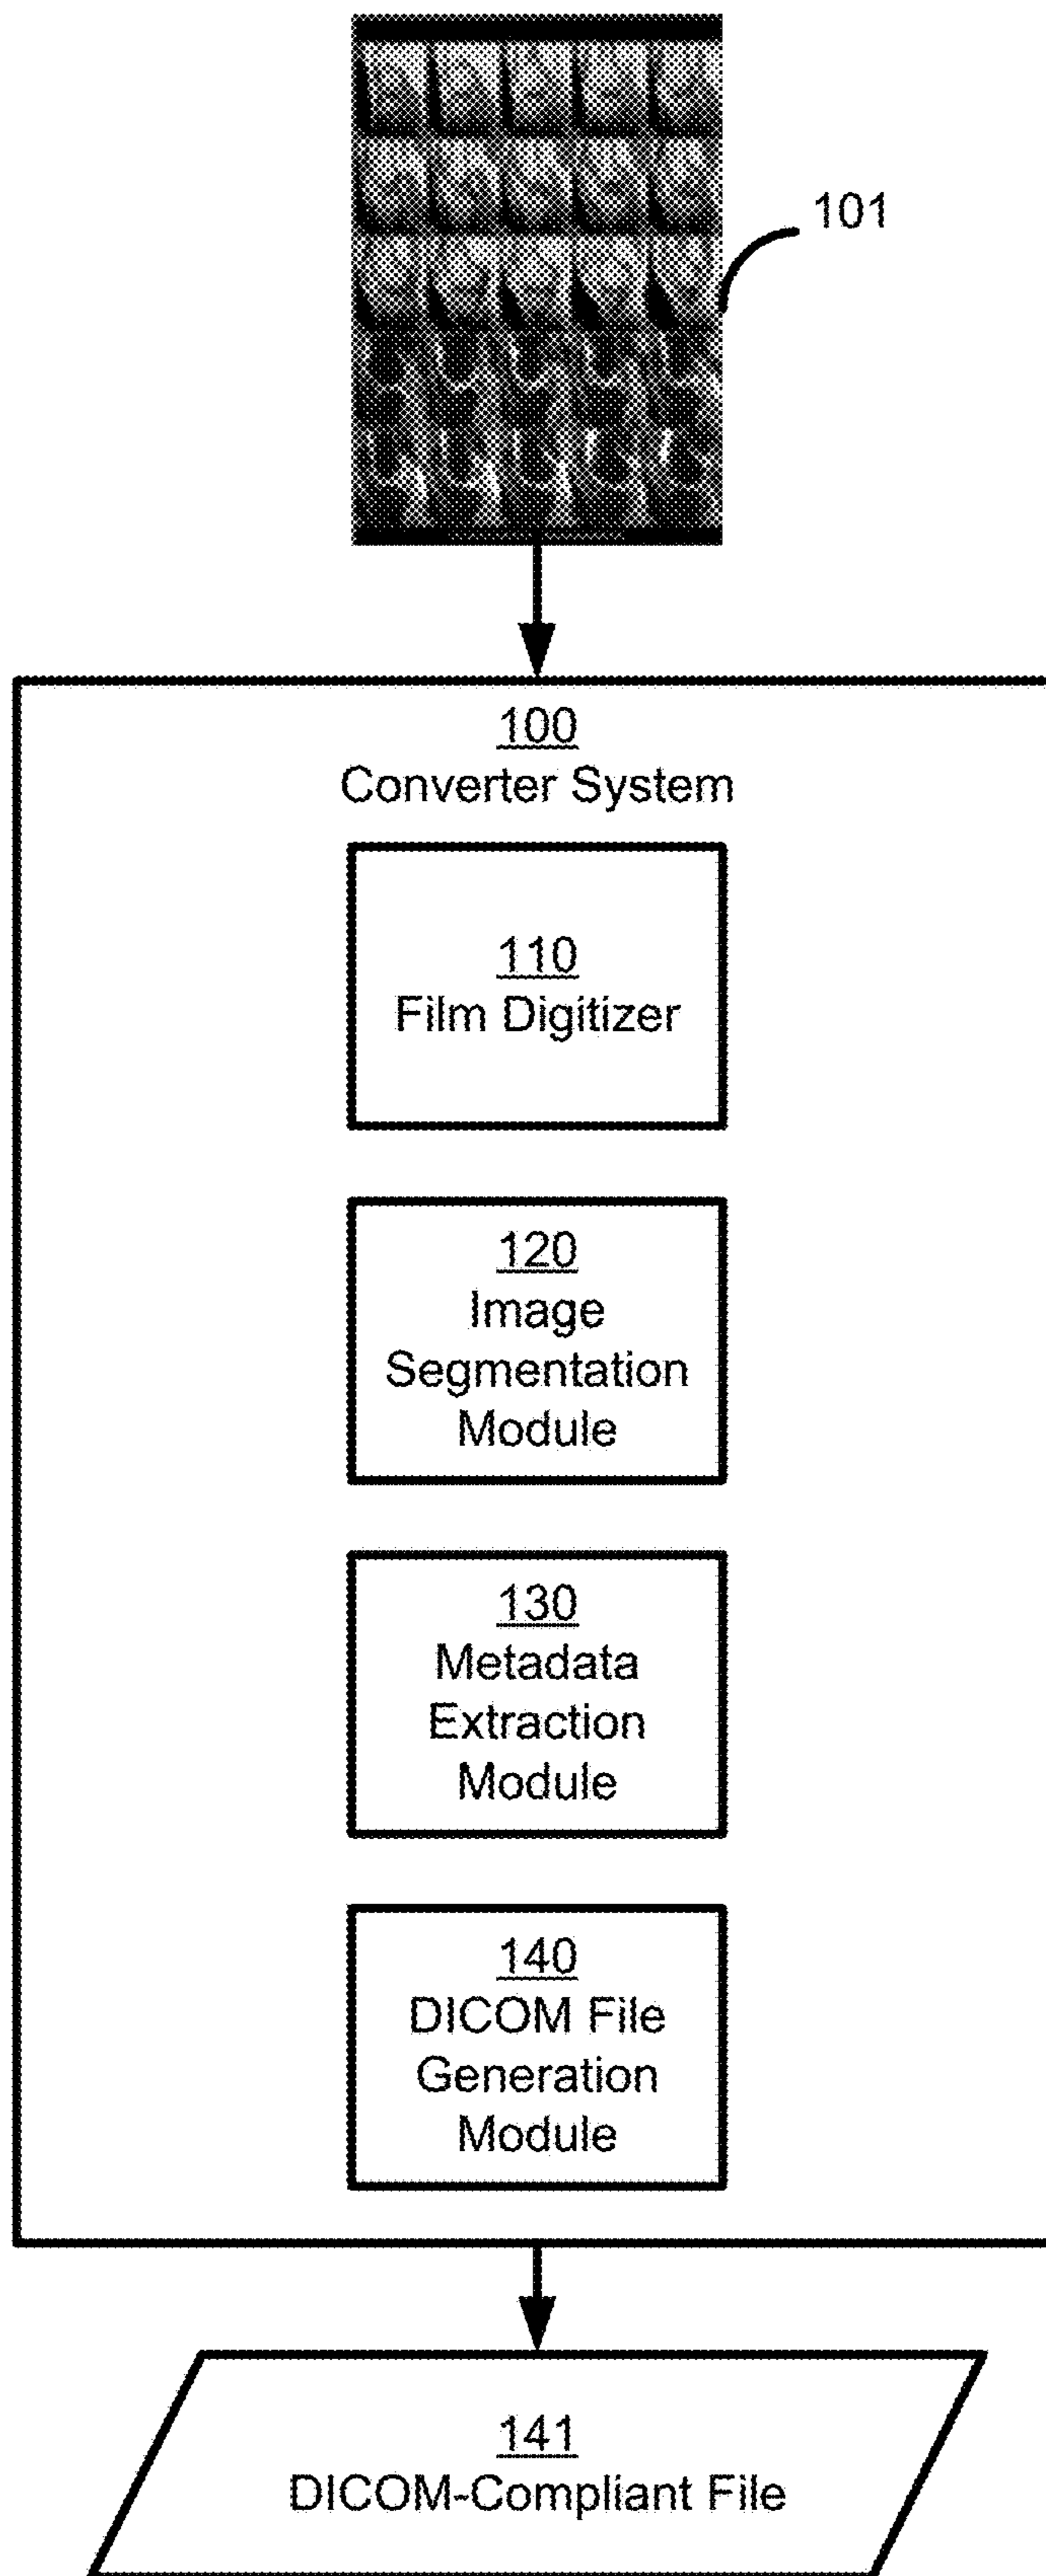 101
100
Converter System
110
Film Digitizer
120
Image
Segmentation
Module
130
Metadata
Extraction
Module
140
DICOM File
Generation
Module
141
DICOM-Compliant File